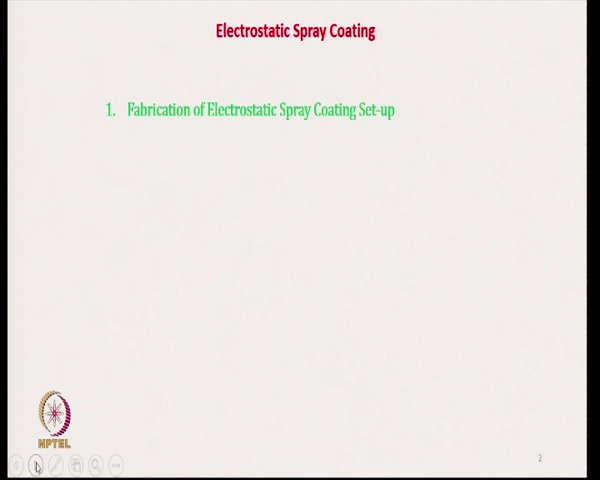 Electrostatic Spray Coating
1. Fabrication of Electrostatic Spray Coating Set-up
NPTEL
2